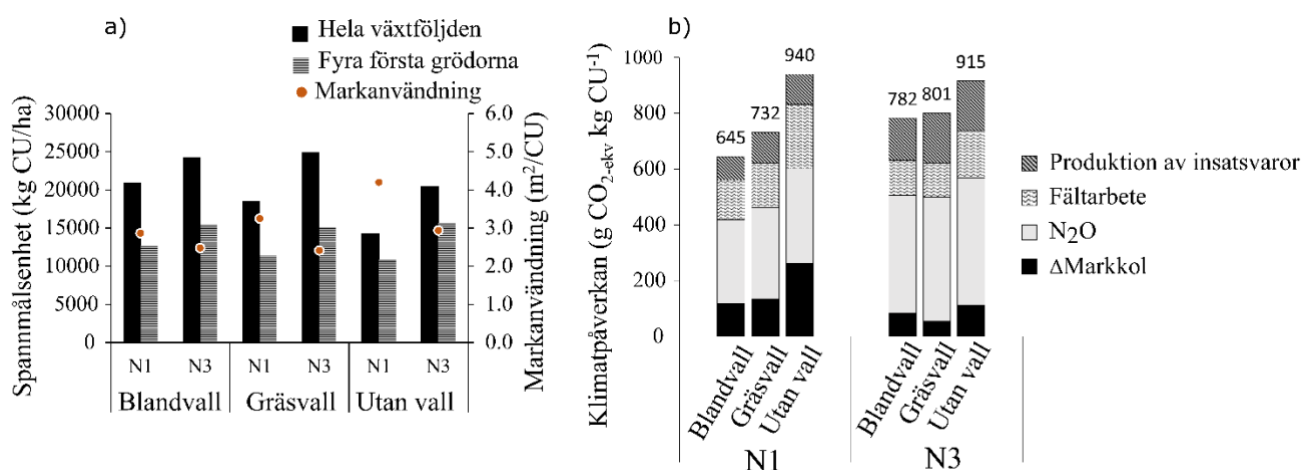 a)
Hela växtföljden
Fyra första grödorna
Markanvändning
Spannmålsenhet (kg CU/ha)
30000
25000
20000
15000
10000
5000
0
6.0
5.0
4.0
3.0
2.0
1.0
0.0
Markanvändning (m²/CU)
N1 N3 N1 N3 N1 N3
Blandvall Gräsvall Utan vall
b)
Klimatpåverkan (g CO₂-ekv kg CU⁻¹)
1000
800
600
400
200
0
645 732 940 782 801 915
Blandvall Gräsvall Utan vall Blandvall Gräsvall Utan vall
N1 N3
Produktion av insatsvaror
Fältarbete
N₂O
ΔMarkkol